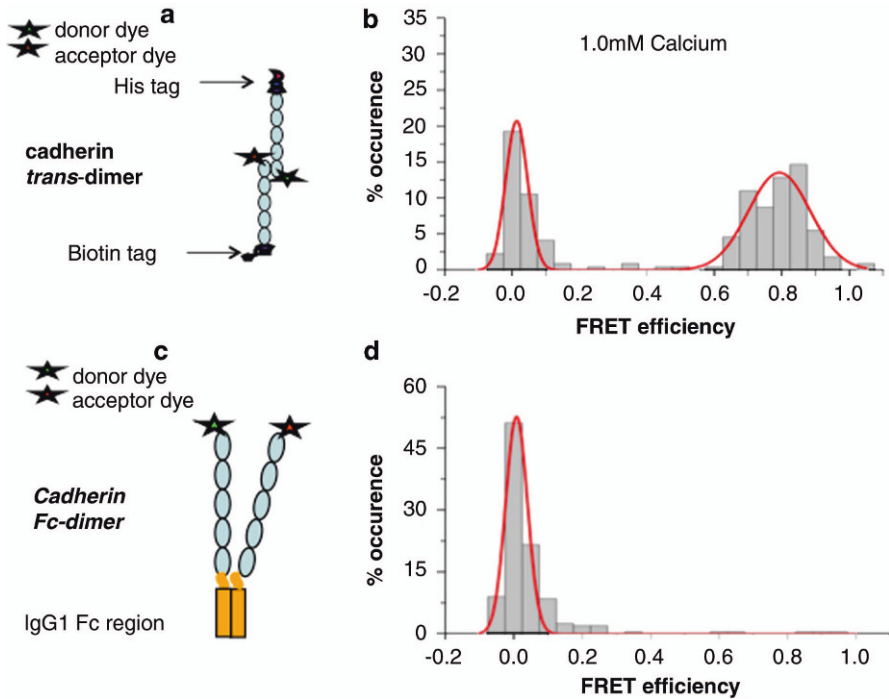 a
donor dye
acceptor dye
His tag
cadherin
trans-dimer
Biotin tag
b
1.0mM Calcium
% occurence
35
30
25
20
15
10
5
0
-0.2 0.0 0.2 0.4 0.6 0.8 1.0
FRET efficiency
c
donor dye
acceptor dye
Cadherin
Fc-dimer
IgG1 Fc region
d
% occurence
60
45
30
15
0
-0.2 0.0 0.2 0.4 0.6 0.8 1.0
FRET efficiency